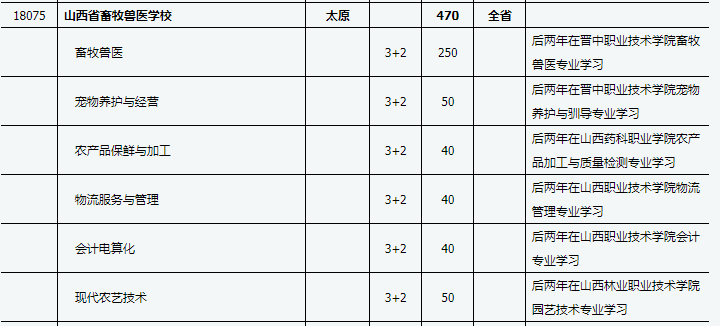 18075 山西省畜牧兽医学校 太原 470 全省
畜牧兽医 3+2 250 后两年在晋中职业技术学院畜牧
兽医专业学习
宠物养护与经营 3+2 50 后两年在晋中职业技术学院宠物
养护与驯导专业学习
农产品保鲜与加工 3+2 40 后两年在山西药科职业学院农产
品加工与质量检测专业学习
物流服务与管理 3+2 40 后两年在山西职业技术学院物流
管理专业学习
会计电算化 3+2 40 后两年在山西职业技术学院会计
专业学习
现代农艺技术 3+2 50 后两年在山西林业职业技术学院
园艺技术专业学习